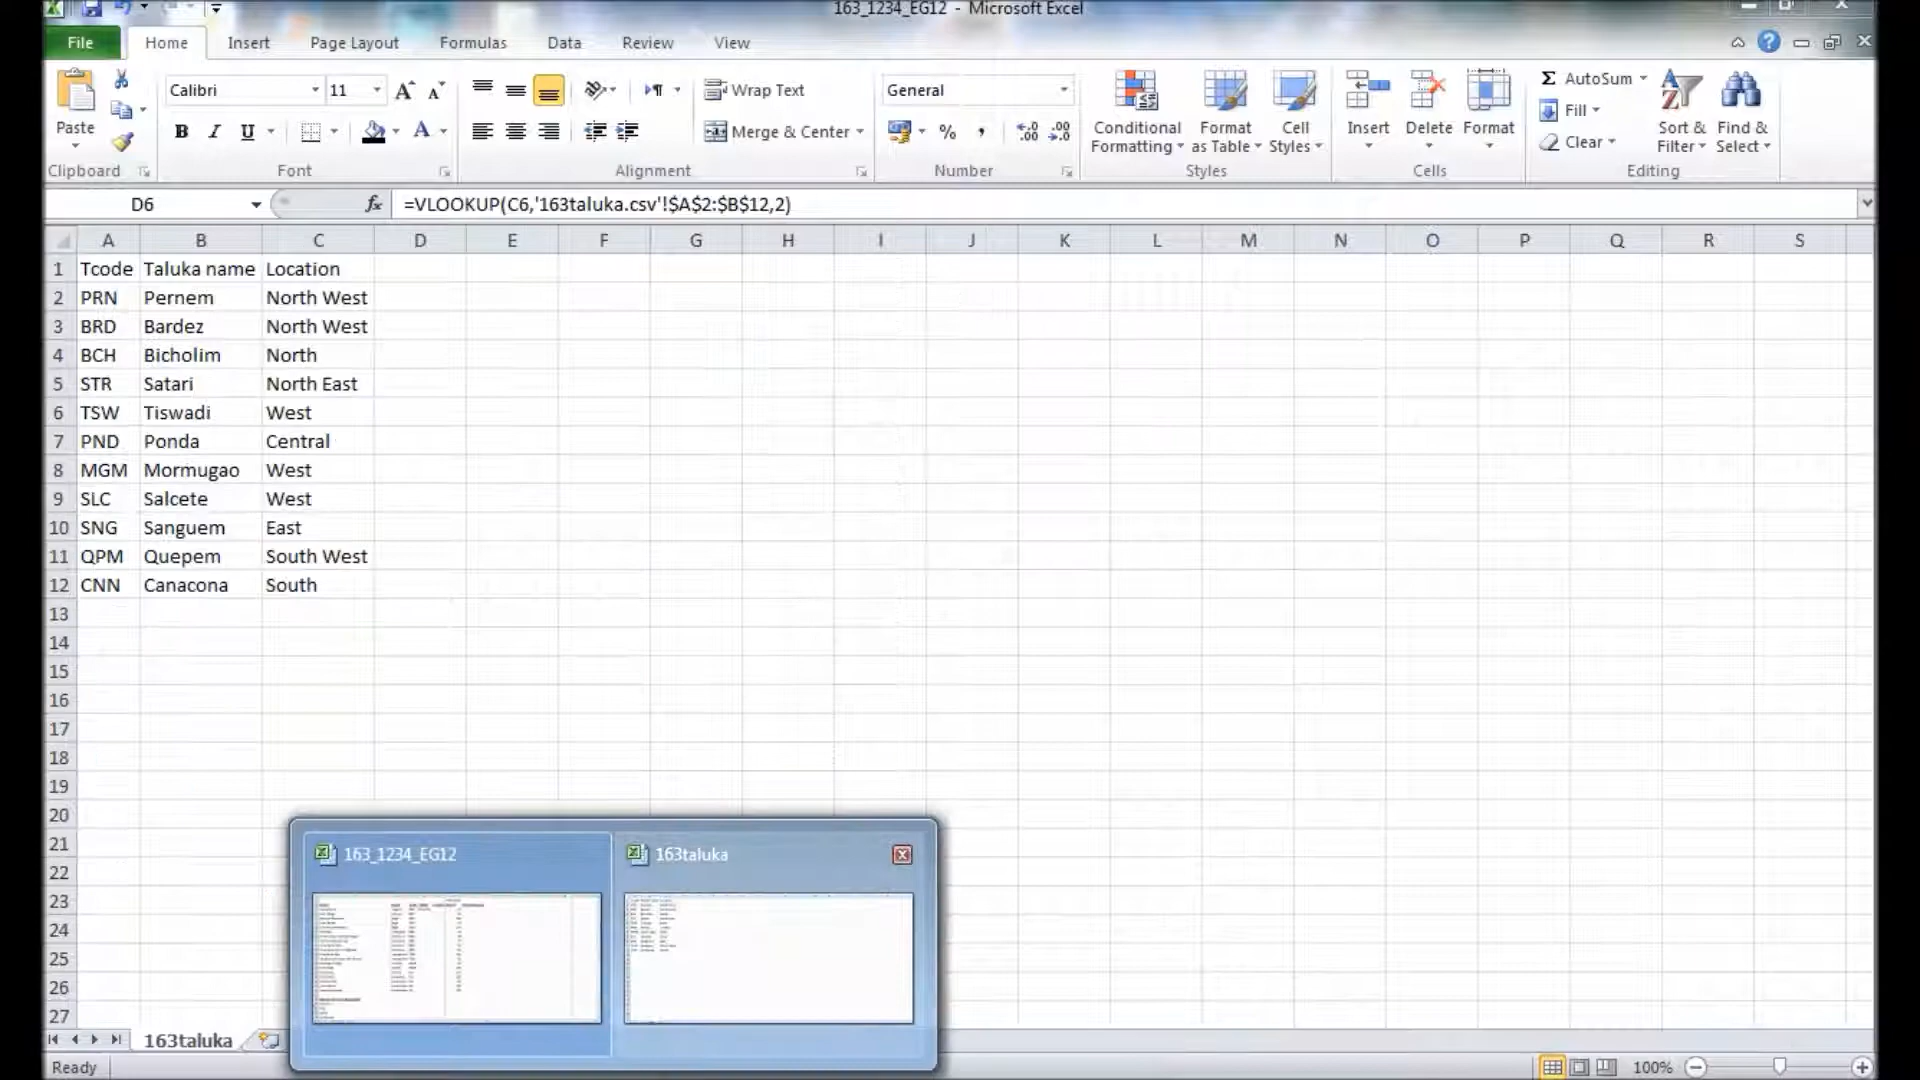 163_1234_EG12 - Microsoft Excel
File Home Insert Page Layout Formulas Data Review View
Calibri 11 Wrap Text General AutoSum
Paste Fill
B I U Merge & Center % , Conditional Formatting Format as Table Cell Styles Insert Delete Format Clear Sort & Filter Find & Select
Clipboard Font Alignment Number Styles Cells Editing
D6 fx =VLOOKUP(C6,'163taluka.csv'!$A$2:$B$12,2)
A B C D E F G H I J K L M N O P Q R S
1 Tcode Taluka name Location
2 PRN Pernem North West
3 BRD Bardez North West
4 BCH Bicholim North
5 STR Satari North East
6 TSW Tiswadi West
7 PND Ponda Central
8 MGM Mormugao West
9 SLC Salcete West
10 SNG Sanguem East
11 QPM Quepem South West
12 CNN Canacona South
13
14
15
16
17
18
19
20
21
22
23
24
25
26
27
163_1234_EG12 163taluka
163taluka
Ready 100%